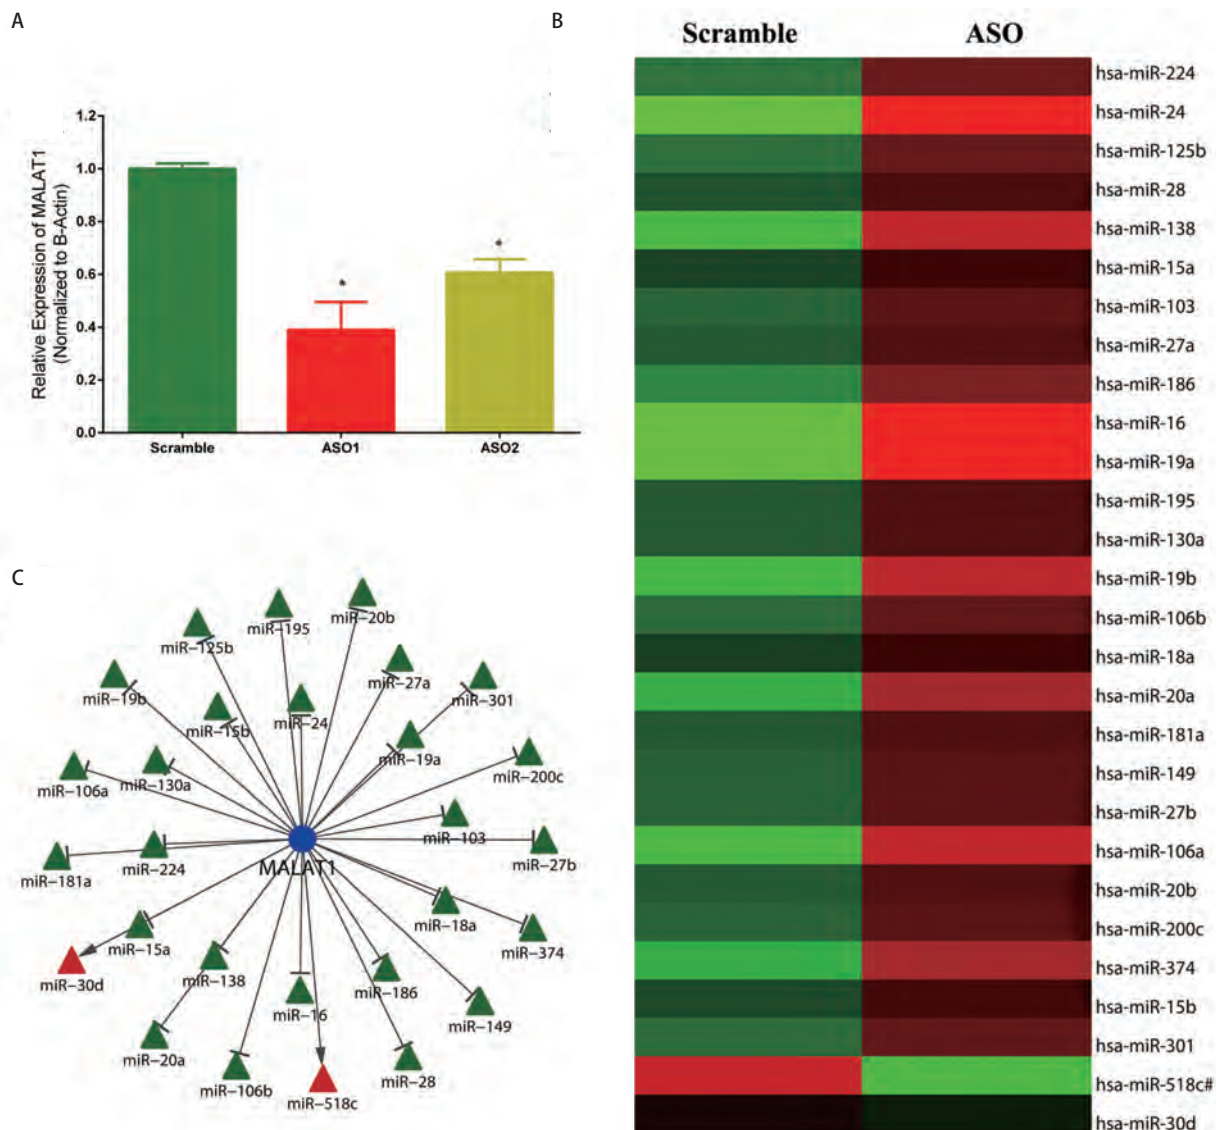 A
Relative Expression of MALAT1
(Normalized to B-Actin)
1.2
1.0
0.8
0.6
0.4
0.2
0.0
*
*
Scramble
ASO1
ASO2
B
Scramble
ASO
hsa-miR-224
hsa-miR-24
hsa-miR-125b
hsa-miR-28
hsa-miR-138
hsa-miR-15a
hsa-miR-103
hsa-miR-27a
hsa-miR-186
hsa-miR-16
hsa-miR-19a
hsa-miR-195
hsa-miR-130a
hsa-miR-19b
hsa-miR-106b
hsa-miR-18a
hsa-miR-20a
hsa-miR-181a
hsa-miR-149
hsa-miR-27b
hsa-miR-106a
hsa-miR-20b
hsa-miR-200c
hsa-miR-374
hsa-miR-15b
hsa-miR-301
hsa-miR-518c#
hsa-miR-30d
C
miR−20b
miR−195
miR−125b
miR−27a
miR−19b
miR−301
miR−24
miR−15b
miR−19a
miR−200c
miR−130a
miR−106a
miR−103
miR−27b
miR−224
MALAT1
miR−181a
miR−18a
miR−374
miR−15a
miR−30d
miR−138
miR−186
miR−16
miR−149
miR−20a
miR−28
miR−106b
miR−518c